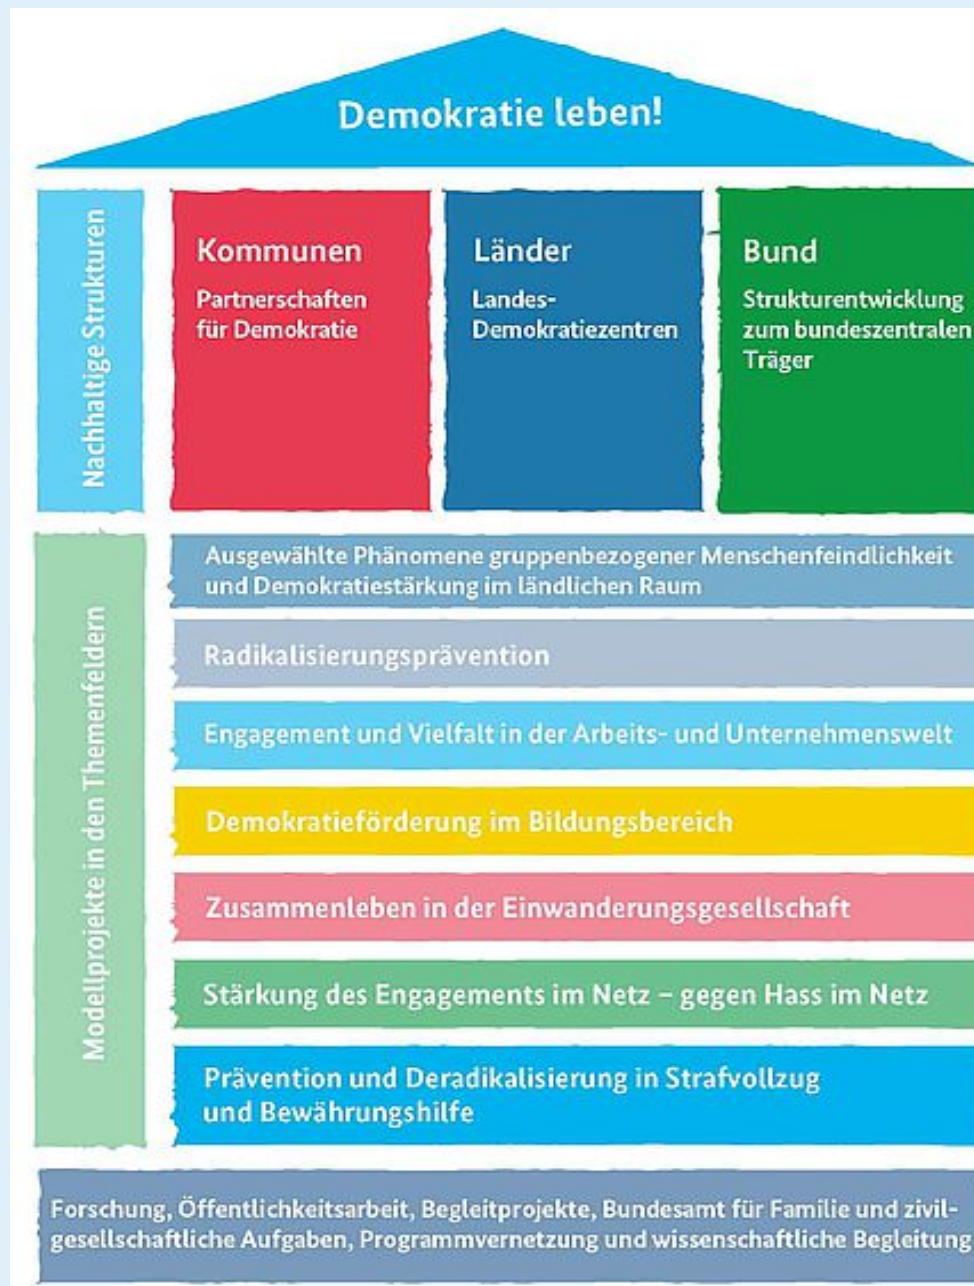 Demokratie leben!
Nachhaltige Strukturen
Kommunen
Partnerschaften
für Demokratie
Länder
Landes-
Demokratiezentren
Bund
Strukturentwicklung
zum bundeszentralen
Träger
Modellprojekte in den Themenfeldern
Ausgewählte Phänomene gruppenbezogener Menschenfeindlichkeit
und Demokratiestärkung im ländlichen Raum
Radikalisierungsprävention
Engagement und Vielfalt in der Arbeits- und Unternehmenswelt
Demokratieförderung im Bildungsbereich
Zusammenleben in der Einwanderungsgesellschaft
Stärkung des Engagements im Netz – gegen Hass im Netz
Prävention und Deradikalisierung in Strafvollzug
und Bewährungshilfe
Forschung, Öffentlichkeitsarbeit, Begleitprojekte, Bundesamt für Familie und zivil-
gesellschaftliche Aufgaben, Programmvernetzung und wissenschaftliche Begleitung